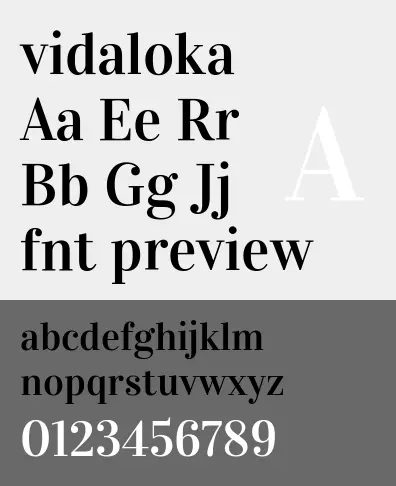 vidaloka
Aa Ee Rr
A
Bb Gg Jj
fnt preview
abcdefghijklm
nopqrstuvwxyz
0123456789